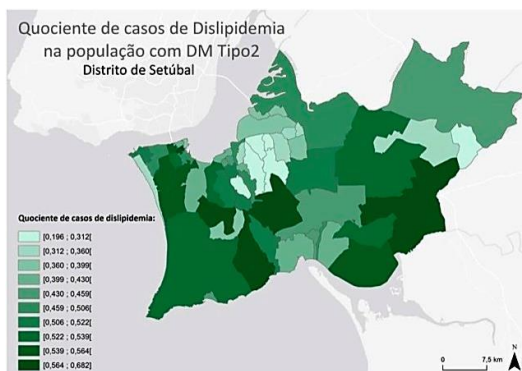 Quociente de casos de Dislipidemia
na população com DM Tipo2
Distrito de Setúbal
Quociente de casos de dislipidemia:
[0,196 ; 0,312[
[0,312 ; 0,360[
[0,360 ; 0,399[
[0,399 ; 0,430[
[0,430 ; 0,459[
[0,459 ; 0,506[
[0,506 ; 0,522[
[0,522 ; 0,539[
[0,539 ; 0,564[
[0,564 ; 0,682]
N
0 7,5 km